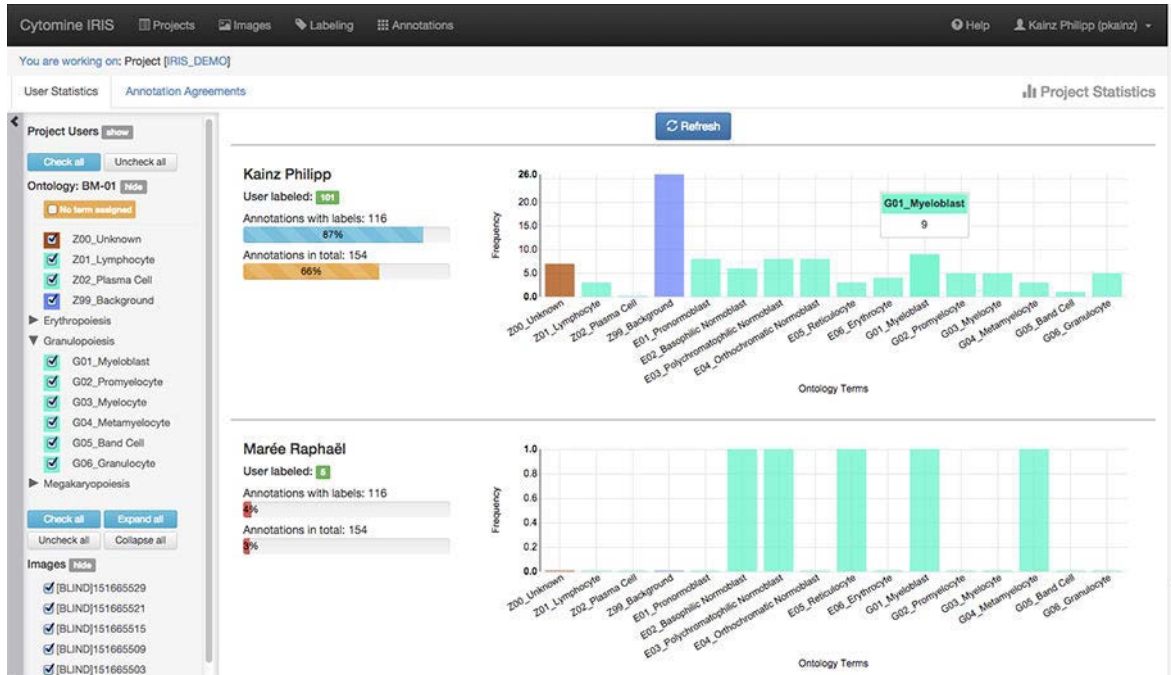 Cytomine IRIS Projects Images Labeling Annotations Help Kainz Philipp (pkainz)
You are working on: Project [IRIS_DEMO]
User Statistics Annotation Agreements Project Statistics
Project Users show
Check all Uncheck all
Ontology: BM-01 hide
No term assigned
Z00_Unknown
Z01_Lymphocyte
Z02_Plasma Cell
Z99_Background
Erythropoiesis
Granulopoiesis
G01_Myeloblast
G02_Promyelocyte
G03_Myelocyte
G04_Metamyelocyte
G05_Band Cell
G06_Granulocyte
Megakaryopoiesis
Check all Expand all
Uncheck all Collapse all
Images hide
[BLIND]151665529
[BLIND]151665521
[BLIND]151665515
[BLIND]151665509
[BLIND]151665503
Refresh
Kainz Philipp
User labeled: 101
Annotations with labels: 116
87%
Annotations in total: 154
66%
Frequency
26.0
20.0
15.0
10.0
5.0
0.0
G01_Myeloblast
9
Z00_Unknown
Z01_Lymphocyte
Z02_Plasma Cell
Z99_Background
E01_Pronormoblast
E02_Basophilic Normoblast
E03_Polychromatophilic Normoblast
E04_Orthochromatic Normoblast
E05_Reticulocyte
E06_Erythrocyte
G01_Myeloblast
G02_Promyelocyte
G03_Myelocyte
G04_Metamyelocyte
G05_Band Cell
G06_Granulocyte
Ontology Terms
Marée Raphaël
User labeled: 5
Annotations with labels: 116
4%
Annotations in total: 154
3%
Frequency
1.0
0.8
0.6
0.4
0.2
0.0
Z00_Unknown
Z01_Lymphocyte
Z02_Plasma Cell
Z99_Background
E01_Pronormoblast
E02_Basophilic Normoblast
E03_Polychromatophilic Normoblast
E04_Orthochromatic Normoblast
E05_Reticulocyte
E06_Erythrocyte
G01_Myeloblast
G02_Promyelocyte
G03_Myelocyte
G04_Metamyelocyte
G05_Band Cell
G06_Granulocyte
Ontology Terms